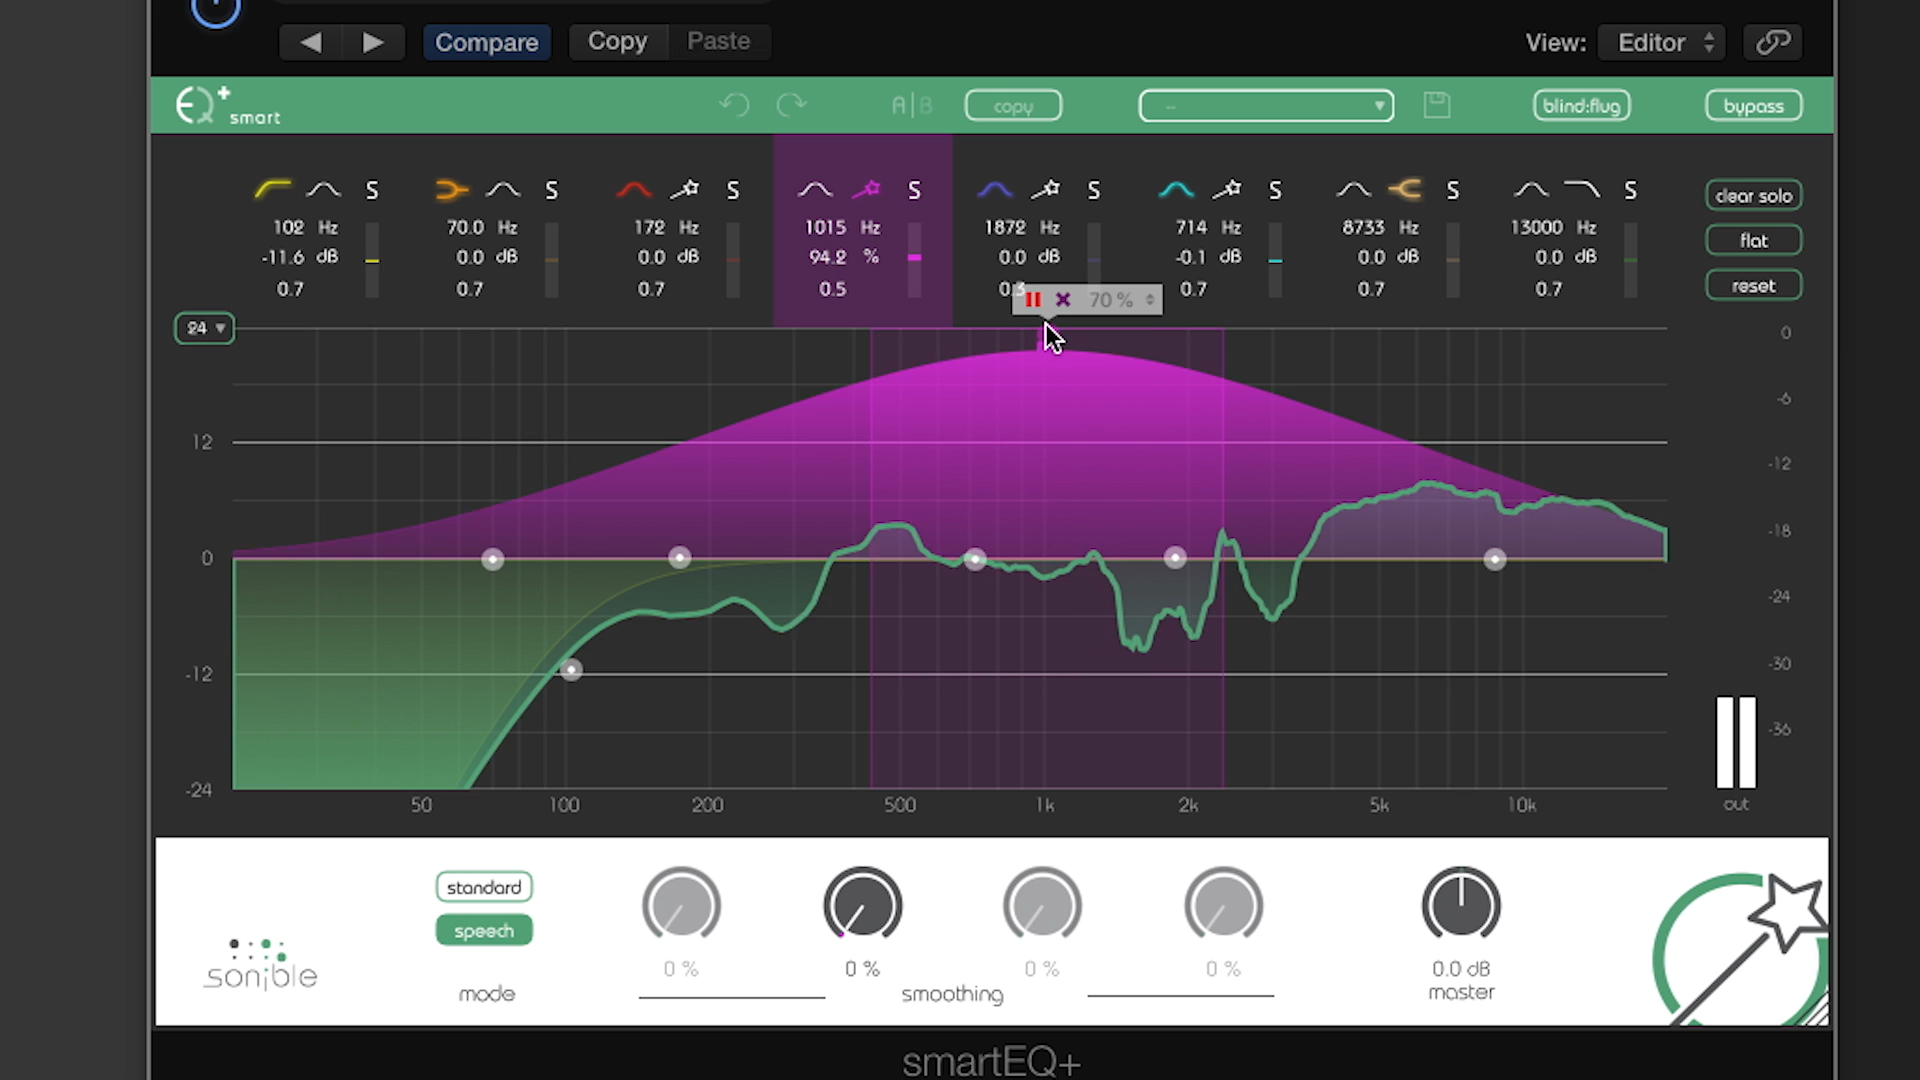 Compare Copy Paste View: Editor
EQ+ smart A|B copy -- blind:flug bypass
S S S S S S S S clear solo
102 Hz 70.0 Hz 172 Hz 1015 Hz 1872 Hz 714 Hz 8733 Hz 13000 Hz
flat
-11.6 dB 0.0 dB 0.0 dB 94.2 % 0.0 dB -0.1 dB 0.0 dB 0.0 dB
0.7 0.7 0.7 0.5 0.7 0.7 0.7 reset
70 %
24 0
-6
12 -12
-18
0
-24
-12 -30
-36
-24
50 100 200 500 1k 2k 5k 10k out
standard
speech
sonible
0 % 0 % 0 % 0 % 0.0 dB
mode smoothing master
smartEQ+